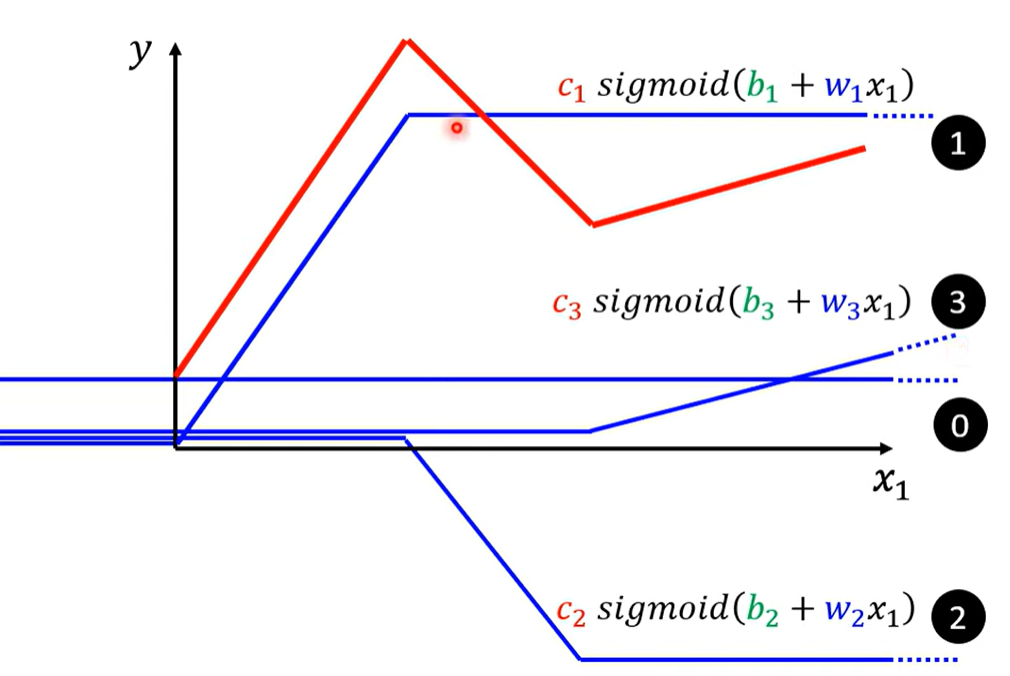 y
c₁ sigmoid(b₁ + w₁x₁)
1
c₃ sigmoid(b₃ + w₃x₁)
3
0
x₁
c₂ sigmoid(b₂ + w₂x₁)
2